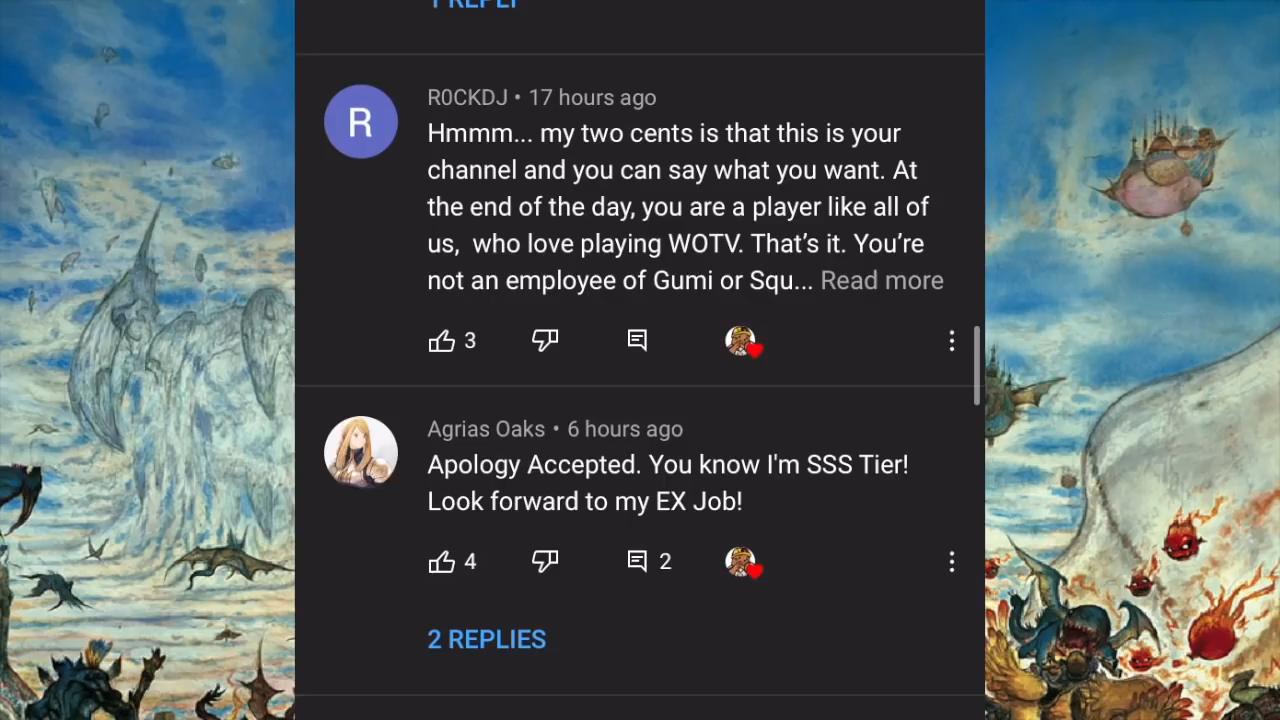 1 REPLY
R0CKDJ • 17 hours ago
R
Hmmm... my two cents is that this is your
channel and you can say what you want. At
the end of the day, you are a player like all of
us,  who love playing WOTV. That’s it. You’re
not an employee of Gumi or Squ... Read more
3
Agrias Oaks • 6 hours ago
Apology Accepted. You know I'm SSS Tier!
Look forward to my EX Job!
4 2
2 REPLIES